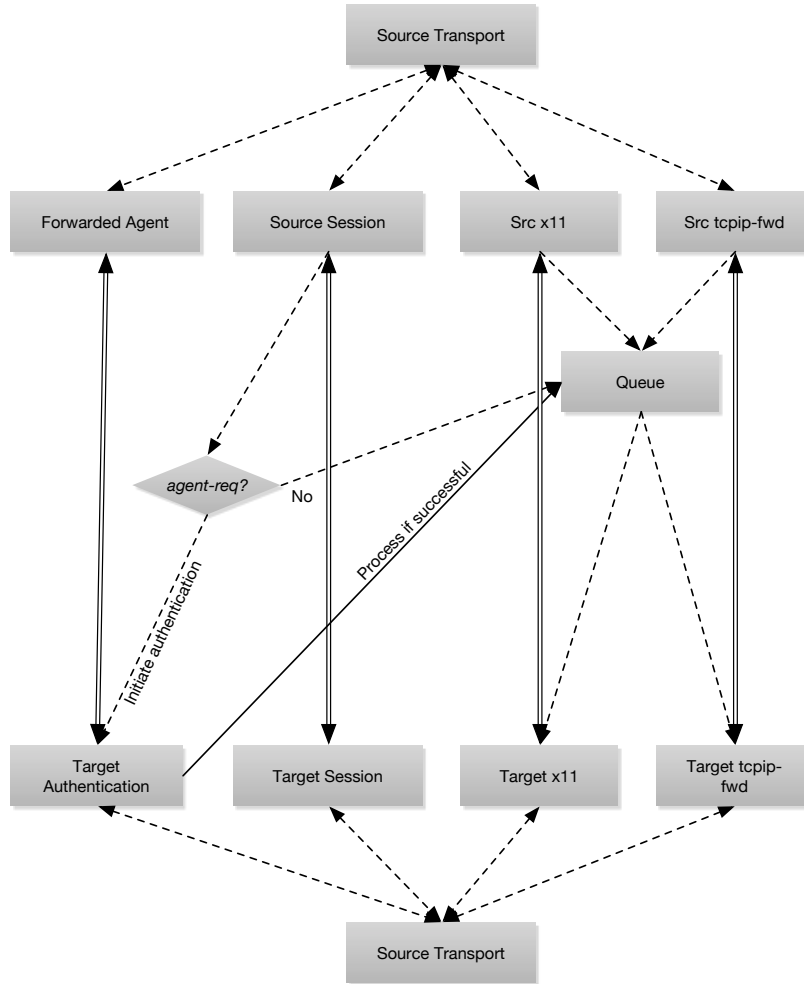 Source Transport
Forwarded Agent
Source Session
Src x11
Src tcpip-fwd
Queue
agent-req?
No
Process if successful
Initiate authentication
Target
Authentication
Target Session
Target x11
Target tcpip-
fwd
Source Transport